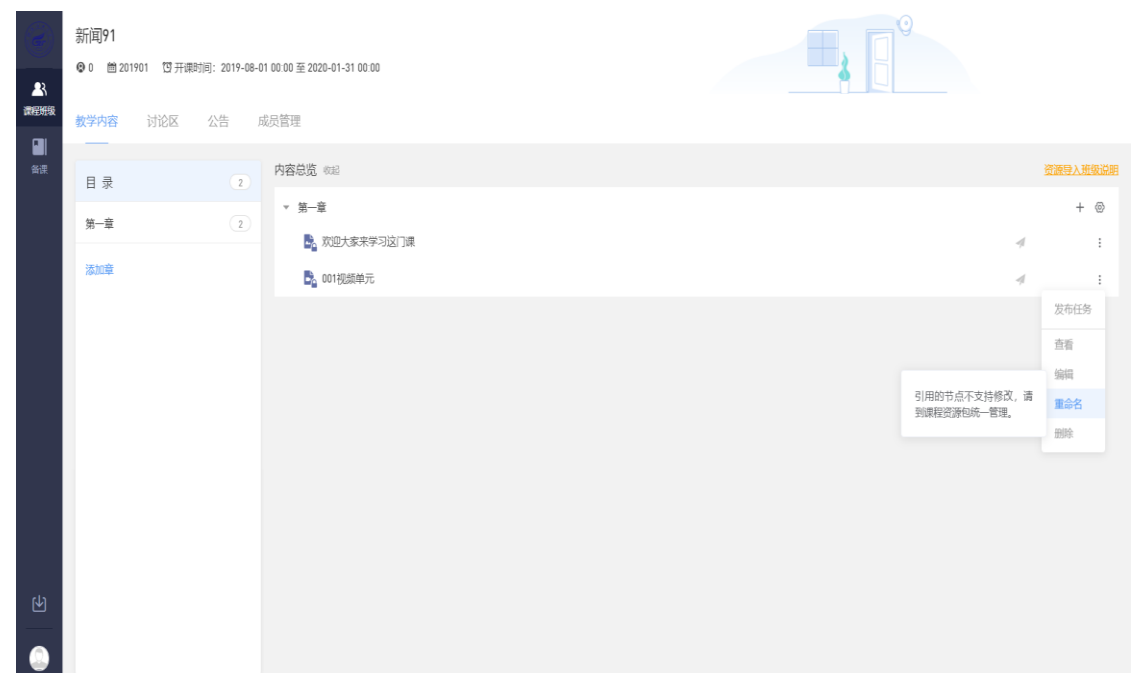 新闻91
0 201901 开课时间：2019-08-01 00:00 至 2020-01-31 00:00
课程班级
教学内容 讨论区 公告 成员管理
备课
内容总览 收起 资源导入班级说明
目录 2
第一章
第一章 2
欢迎大家来学习这门课
添加章
001视频单元
发布任务
查看
编辑
引用的节点不支持修改，请
到课程资源包统一管理。
重命名
删除